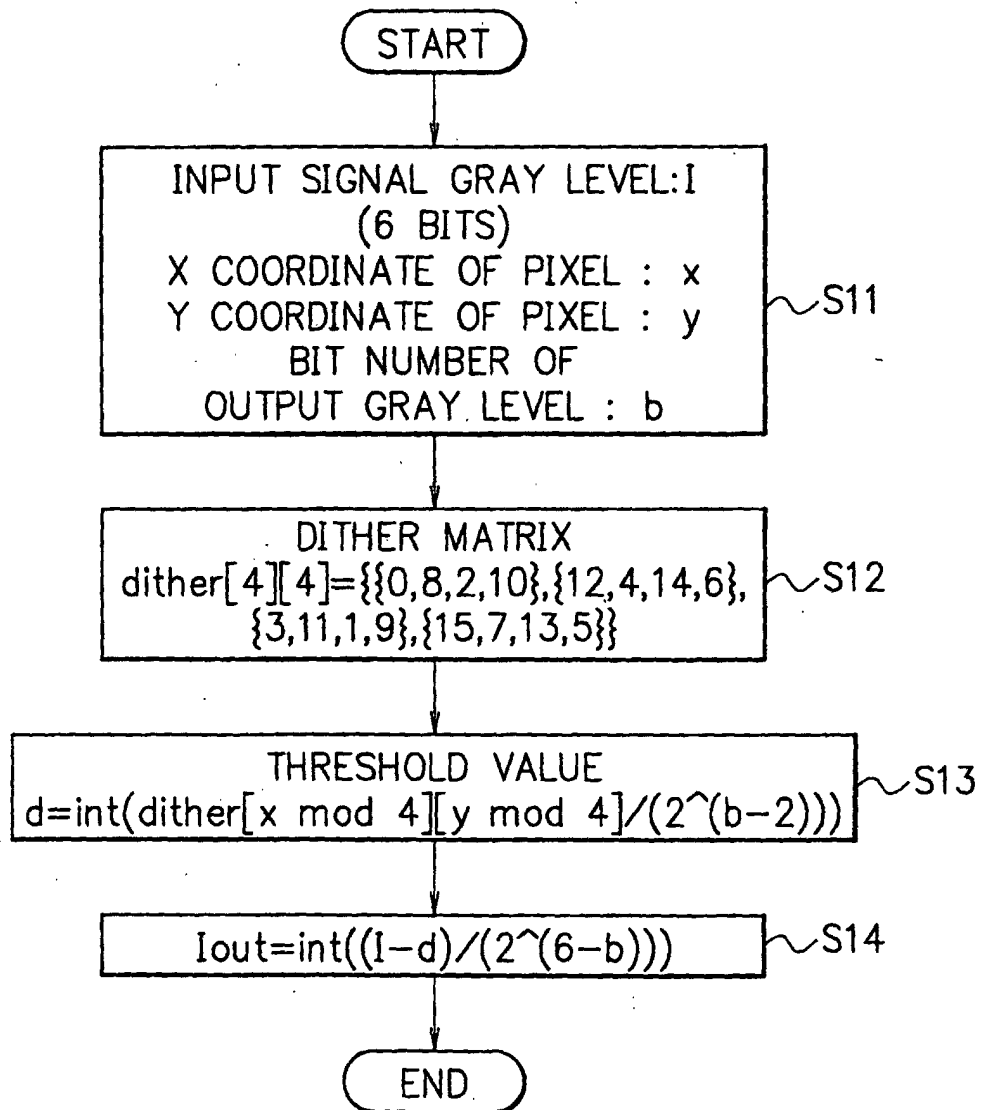 START
INPUT SIGNAL GRAY LEVEL:I
(6 BITS)
X COORDINATE OF PIXEL : x
Y COORDINATE OF PIXEL : y
BIT NUMBER OF
OUTPUT GRAY LEVEL : b
S11
DITHER MATRIX
dither[4][4]={{0,8,2,10},{12,4,14,6},
{3,11,1,9},{15,7,13,5}}
S12
THRESHOLD VALUE
d=int(dither[x mod 4][y mod 4]/(2^(b-2)))
S13
Iout=int((I-d)/(2^(6-b)))
S14
END